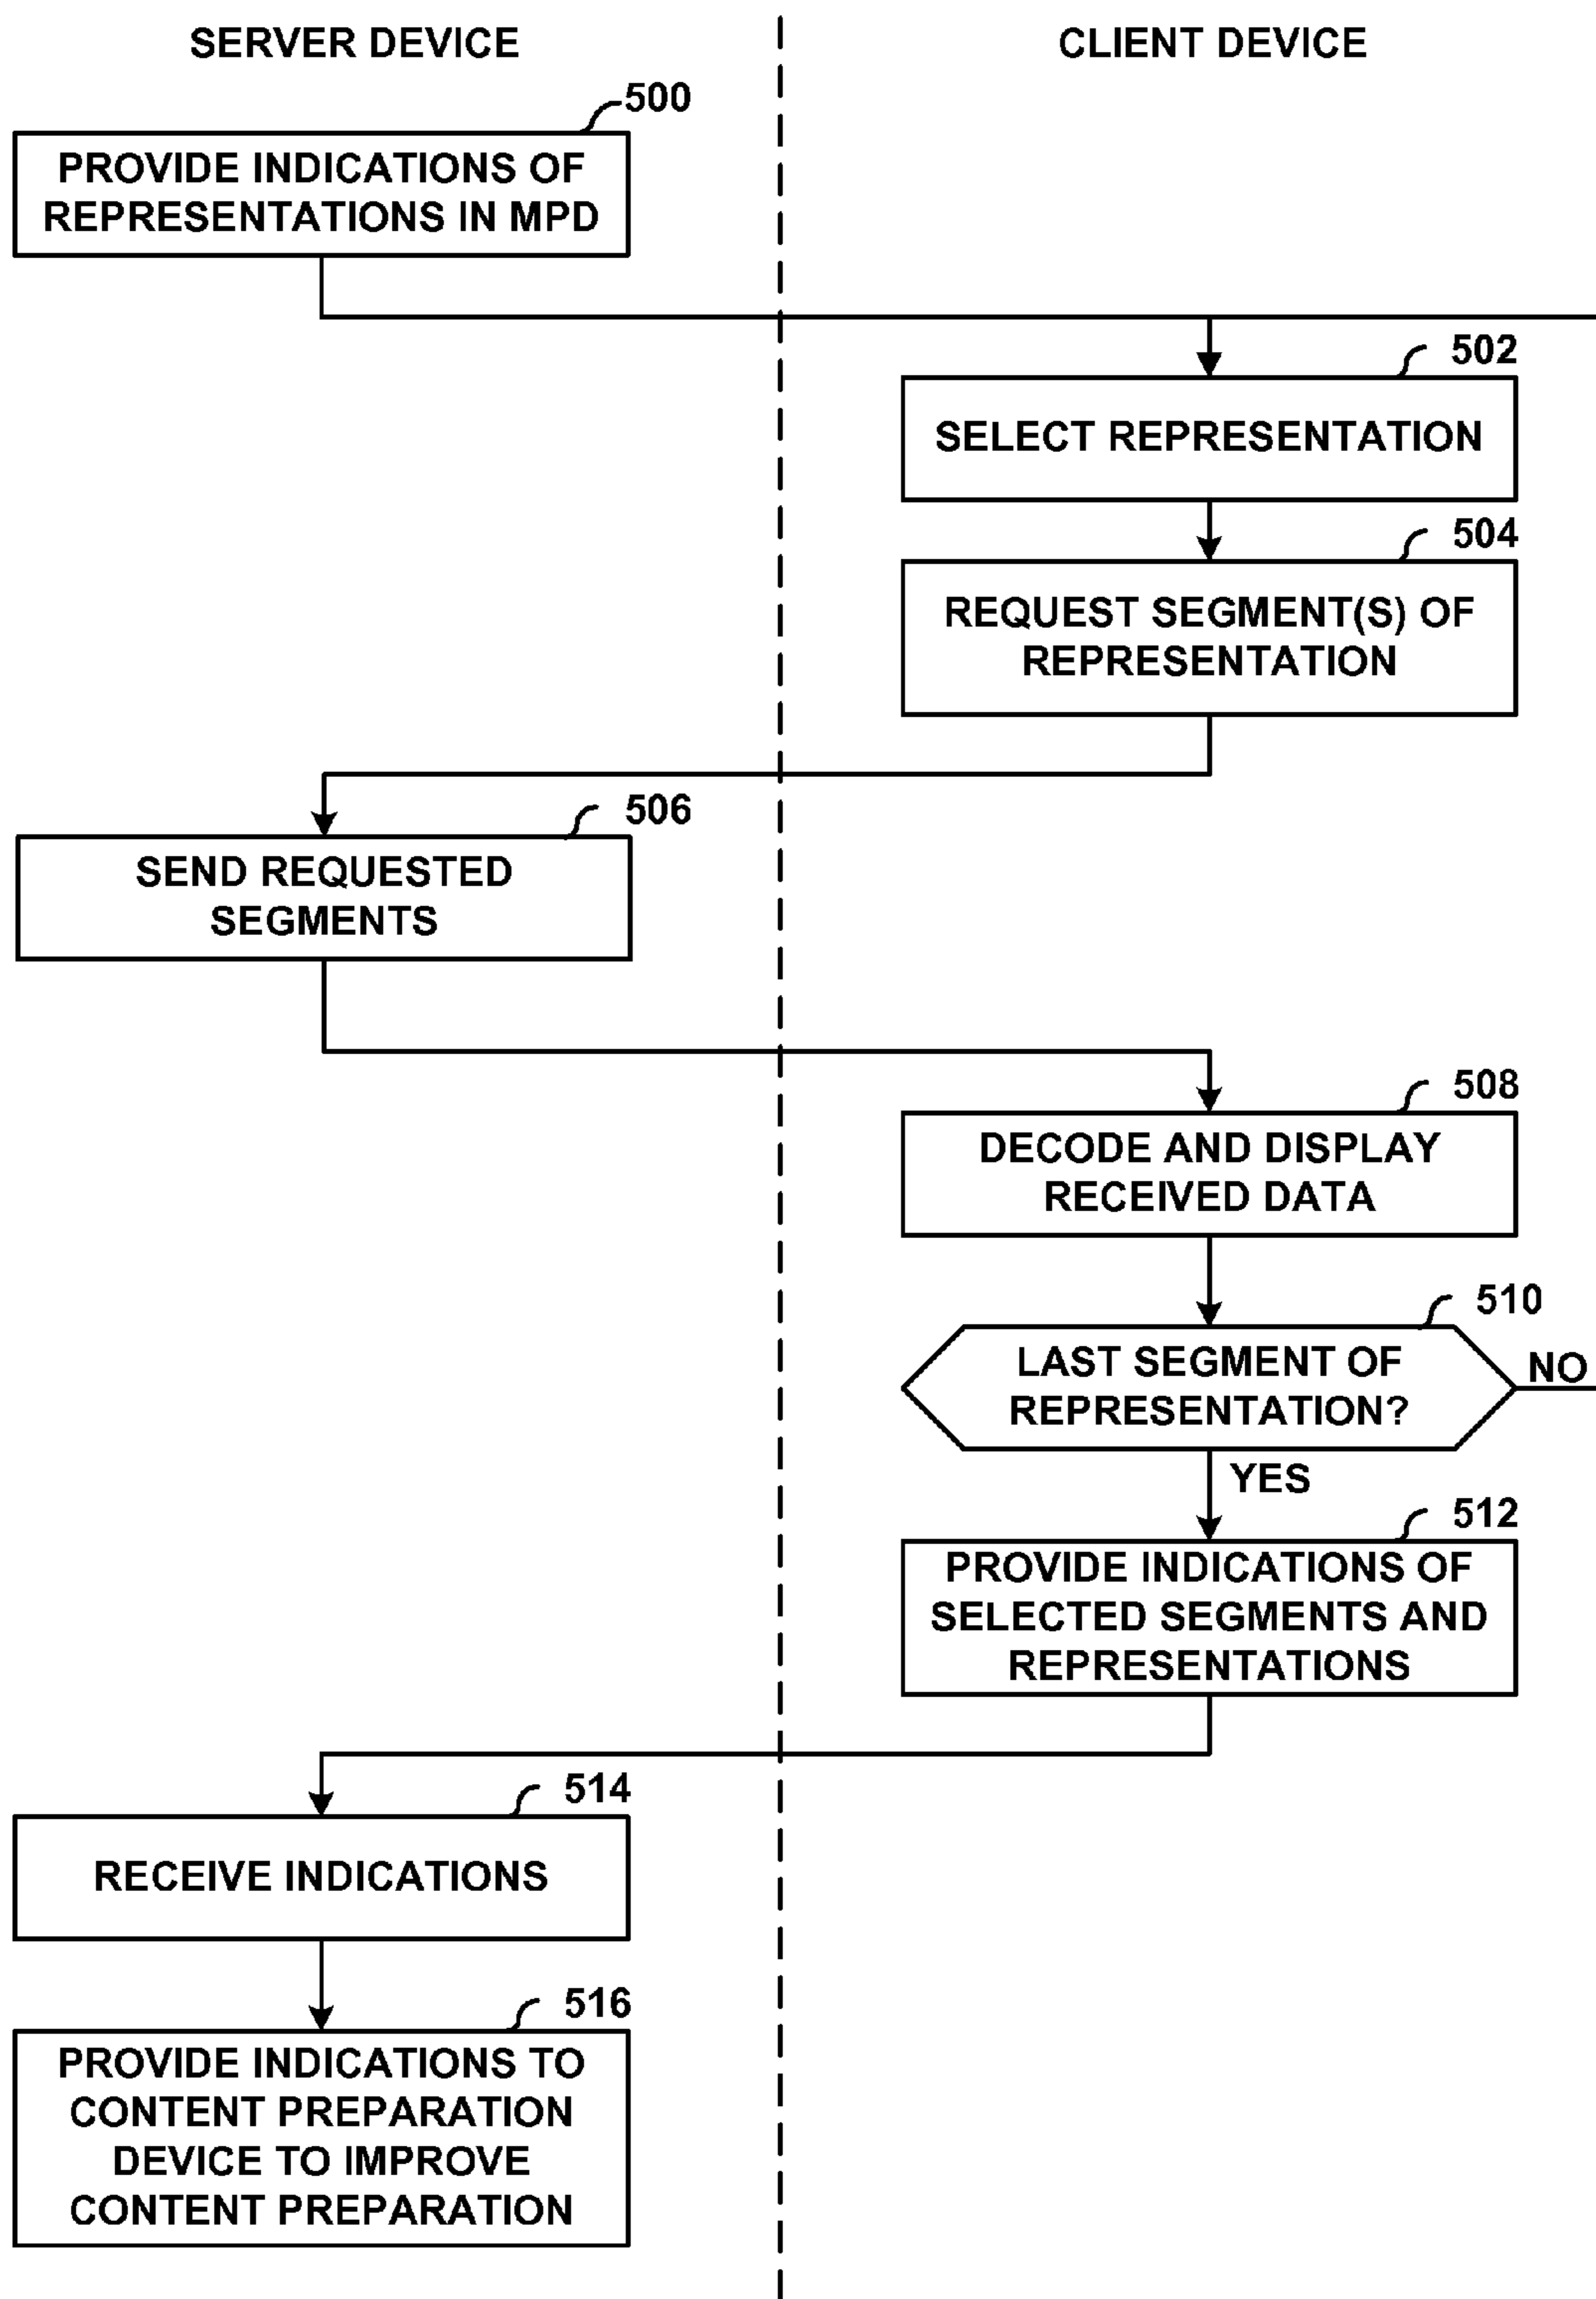 SERVER DEVICE
CLIENT DEVICE
500
PROVIDE INDICATIONS OF
REPRESENTATIONS IN MPD
502
SELECT REPRESENTATION
504
REQUEST SEGMENT(S) OF
REPRESENTATION
506
SEND REQUESTED
SEGMENTS
508
DECODE AND DISPLAY
RECEIVED DATA
510
LAST SEGMENT OF
REPRESENTATION?
NO
YES
512
PROVIDE INDICATIONS OF
SELECTED SEGMENTS AND
REPRESENTATIONS
514
RECEIVE INDICATIONS
516
PROVIDE INDICATIONS TO
CONTENT PREPARATION
DEVICE TO IMPROVE
CONTENT PREPARATION